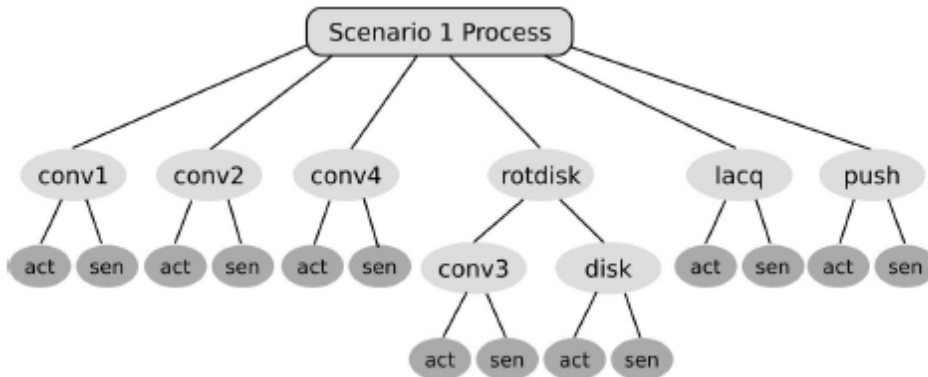 Scenario 1 Process
conv1 conv2 conv4 rotdisk lacq push
act sen act sen act sen conv3 disk act sen act sen
act sen act sen